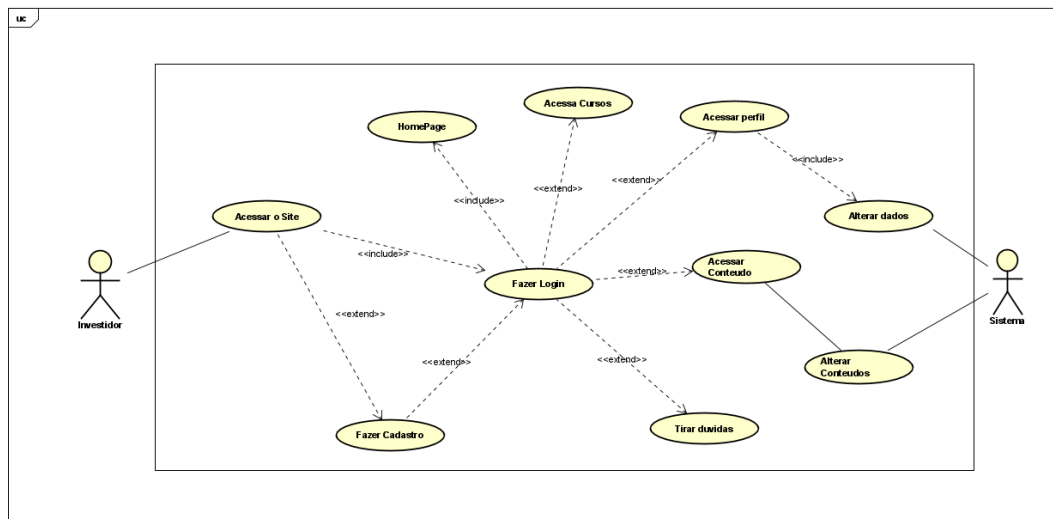 uc
Acessa Cursos
HomePage
Acessar perfil
<<include>>
<<extend>>
<<extend>>
<<include>>
Acessar o Site
Alterar dados
<<include>>
Acessar
Conteudo
<<extend>>
Fazer Login
Investidor
Sistema
<<extend>>
<<extend>>
<<extend>>
Alterar
Conteudos
Fazer Cadastro
Tirar duvidas